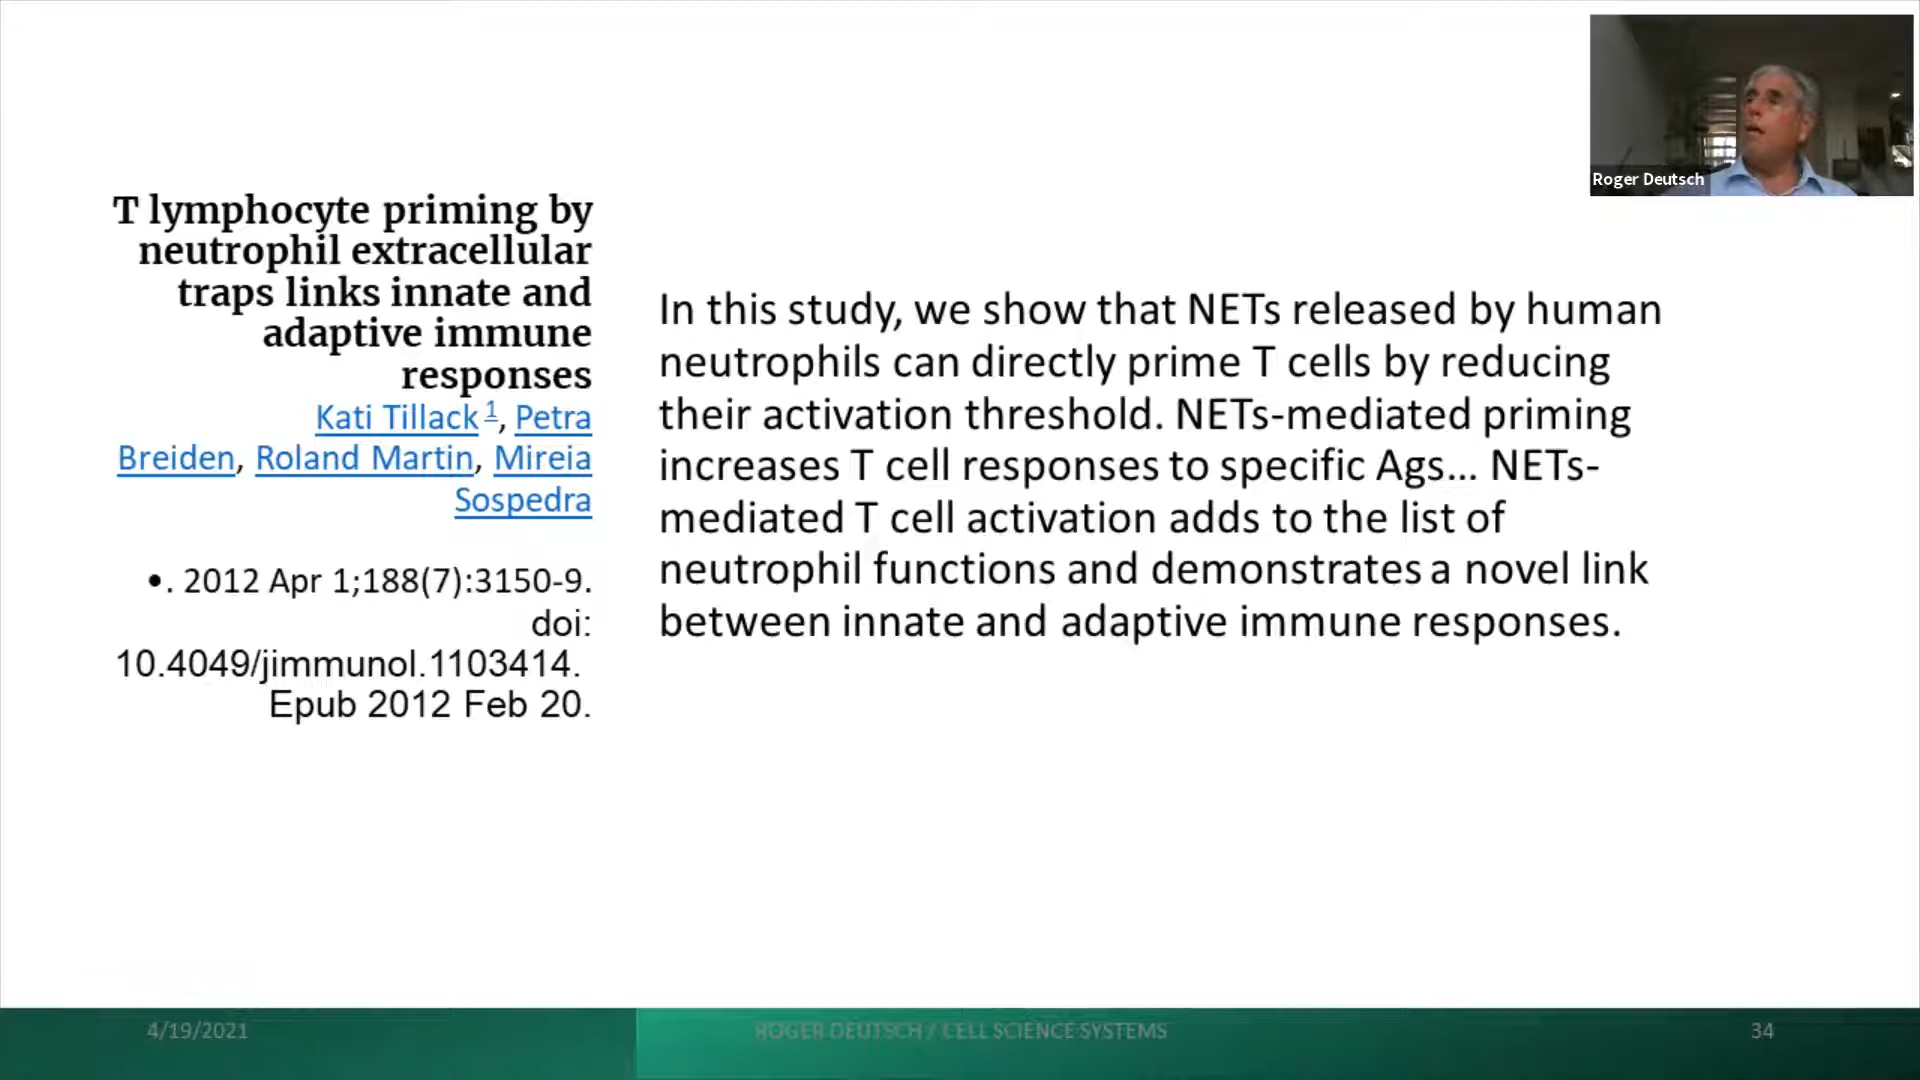 T lymphocyte priming by
neutrophil extracellular
traps links innate and
adaptive immune
responses
Kati Tillack 1, Petra
Breiden, Roland Martin, Mireia
Sospedra
•. 2012 Apr 1;188(7):3150-9.
doi:
10.4049/jimmunol.1103414.
Epub 2012 Feb 20.
In this study, we show that NETs released by human
neutrophils can directly prime T cells by reducing
their activation threshold. NETs-mediated priming
increases T cell responses to specific Ags... NETs-
mediated T cell activation adds to the list of
neutrophil functions and demonstrates a novel link
between innate and adaptive immune responses.
Roger Deutsch
4/19/2021
ROGER DEUTSCH / CELL SCIENCE SYSTEMS
34